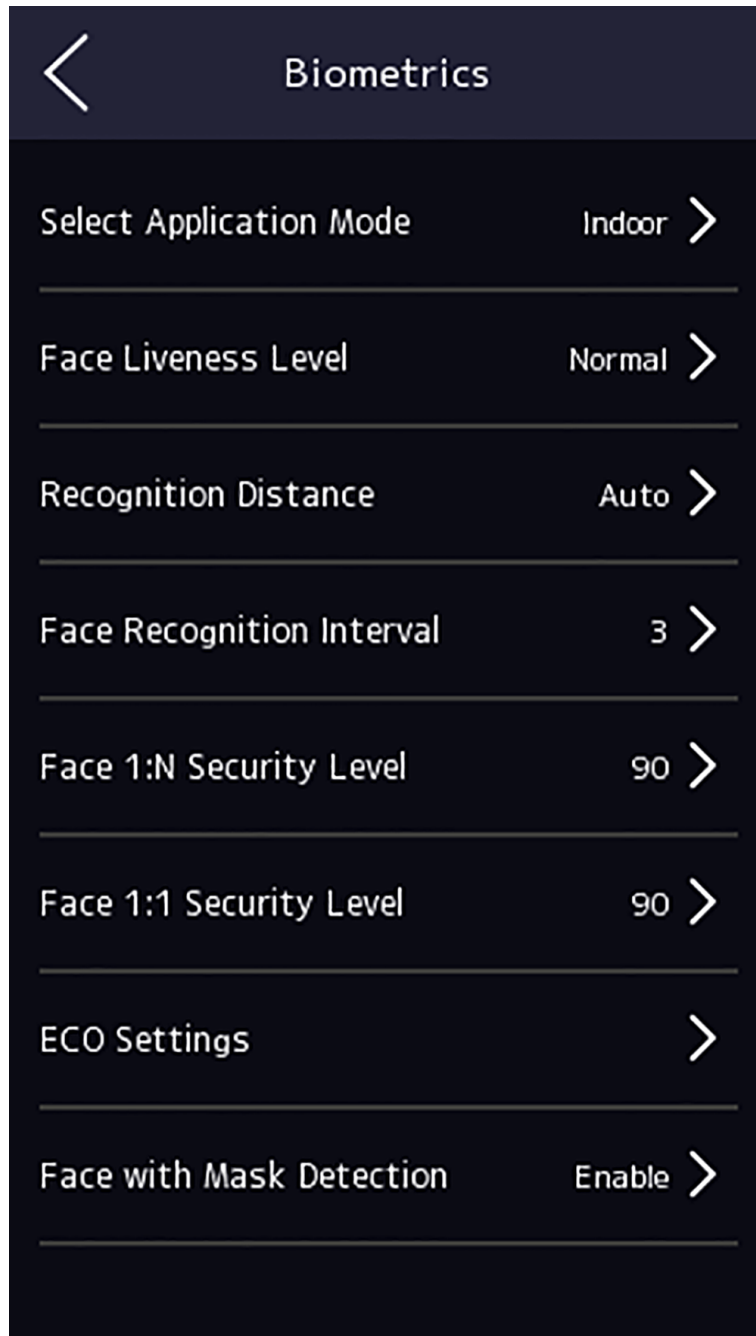 Biometrics
Select Application Mode Indoor
Face Liveness Level Normal
Recognition Distance Auto
Face Recognition Interval 3
Face 1:N Security Level 90
Face 1:1 Security Level 90
ECO Settings
Face with Mask Detection Enable